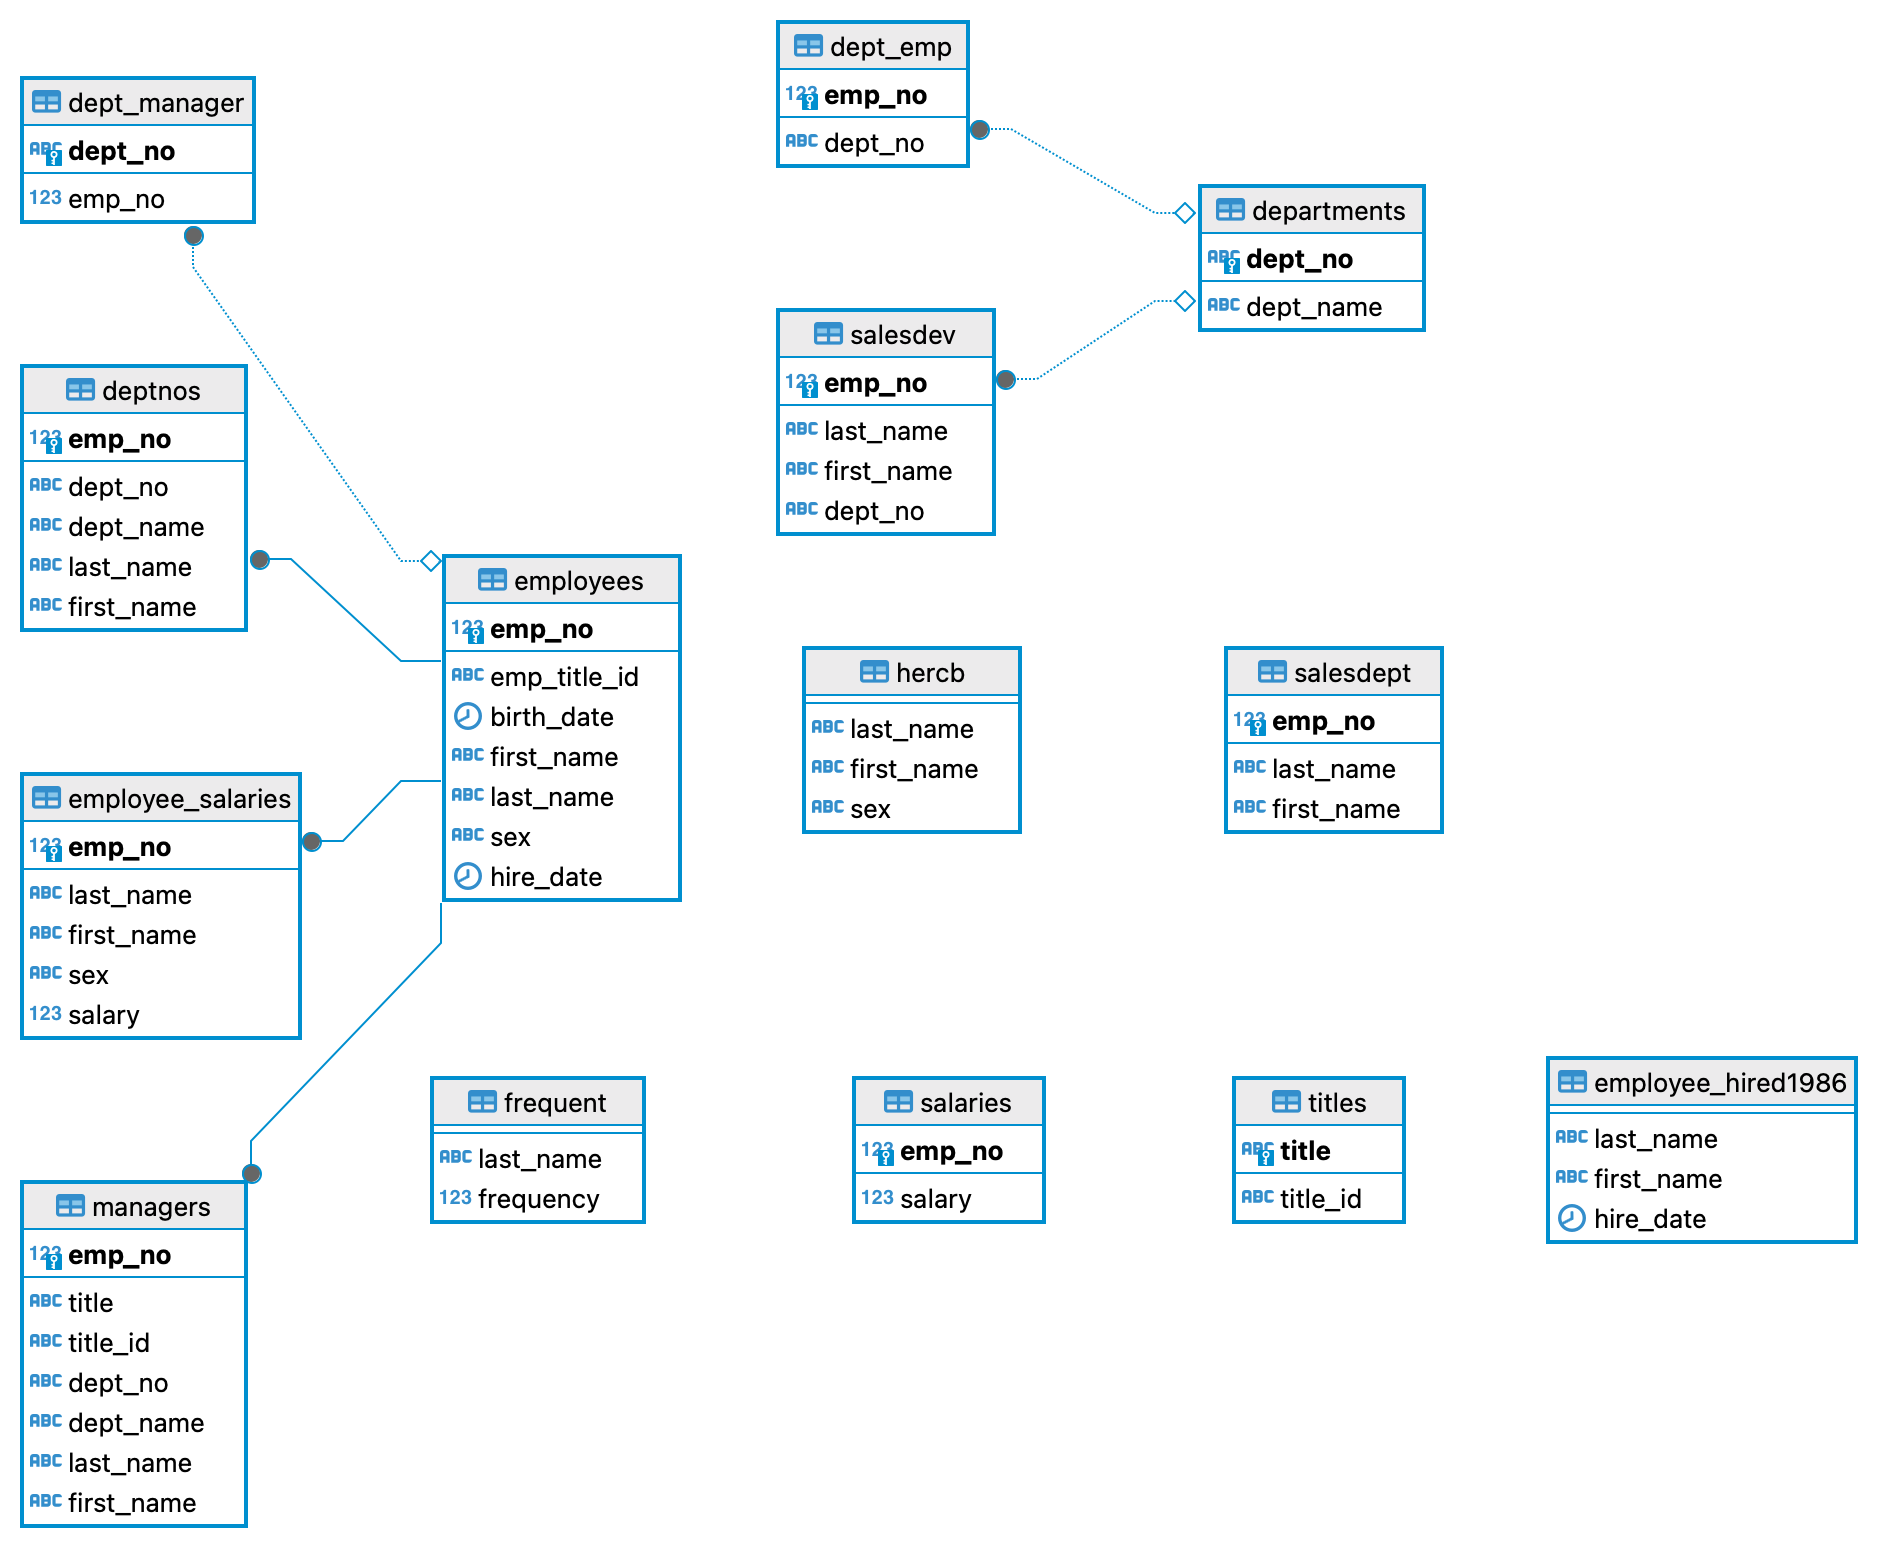 dept_manager
ABC dept_no
123 emp_no
deptnos
123 emp_no
ABC dept_no
ABC dept_name
ABC last_name
ABC first_name
employee_salaries
123 emp_no
ABC last_name
ABC first_name
ABC sex
123 salary
managers
123 emp_no
ABC title
ABC title_id
ABC dept_no
ABC dept_name
ABC last_name
ABC first_name
employees
123 emp_no
ABC emp_title_id
birth_date
ABC first_name
ABC last_name
ABC sex
hire_date
frequent
ABC last_name
123 frequency
dept_emp
123 emp_no
ABC dept_no
salesdev
123 emp_no
ABC last_name
ABC first_name
ABC dept_no
departments
ABC dept_no
ABC dept_name
hercb
ABC last_name
ABC first_name
ABC sex
salesdept
123 emp_no
ABC last_name
ABC first_name
salaries
123 emp_no
123 salary
titles
ABC title
ABC title_id
employee_hired1986
ABC last_name
ABC first_name
hire_date